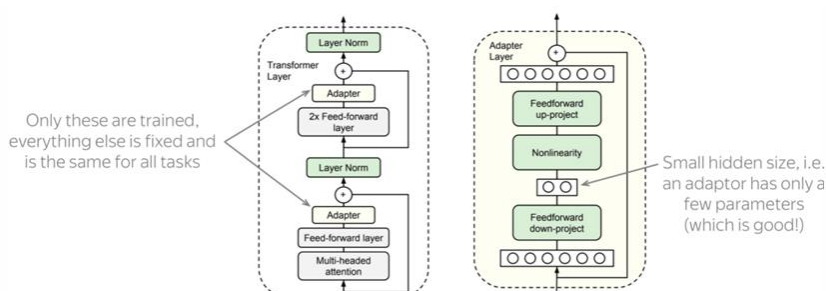 Only these are trained,
everything else is fixed and
is the same for all tasks
Layer Norm
Transformer
Layer
+
Adapter
2x Feed-forward
layer
Layer Norm
+
Adapter
Feed-forward layer
Multi-headed
attention
Adapter
Layer
+
Feedforward
up-project
Nonlinearity
Feedforward
down-project
Small hidden size, i.e.
an adaptor has only a
few parameters
(which is good!)